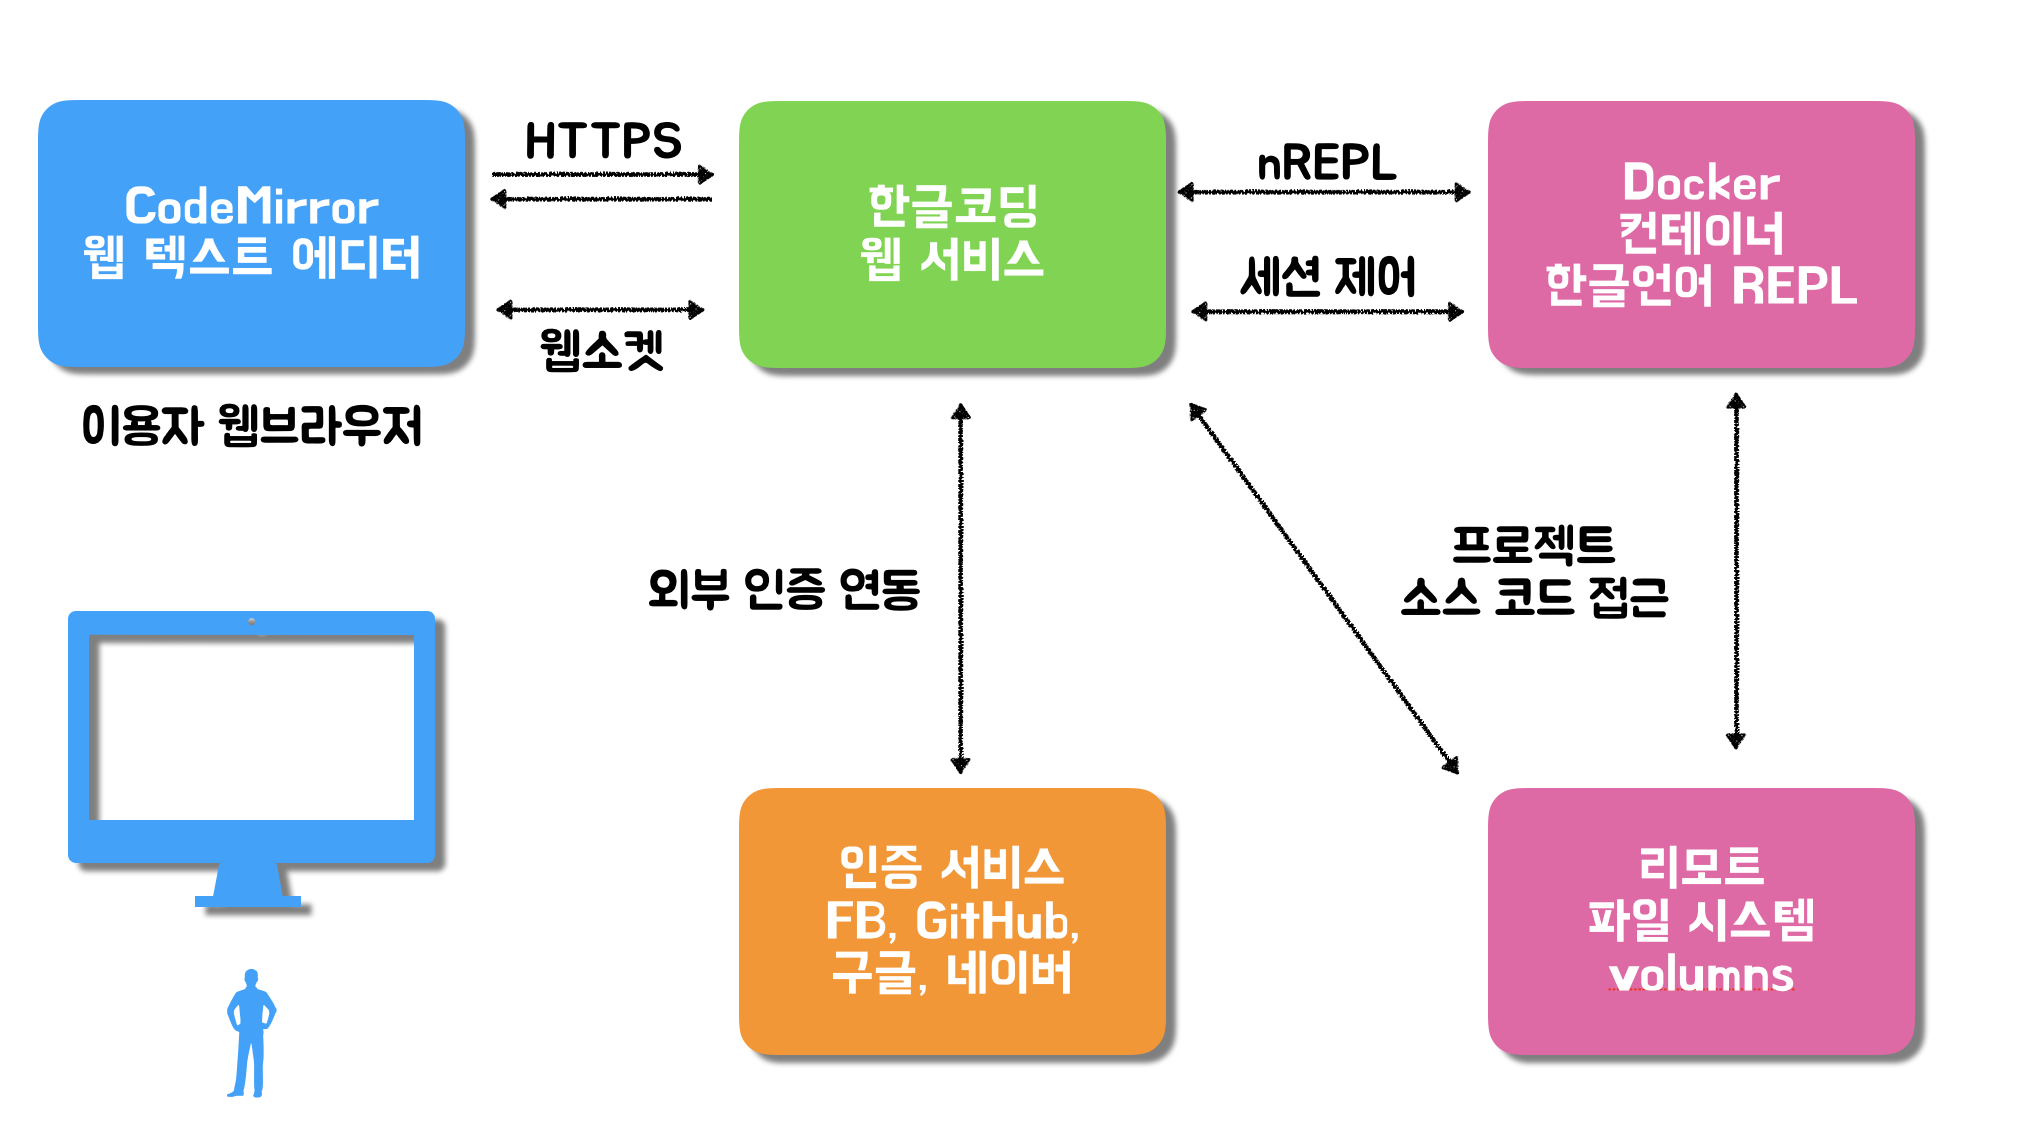 CodeMirror
웹 텍스트 에디터
HTTPS
웹소켓
이용자 웹브라우저
한글코딩
웹 서비스
nREPL
세션 제어
Docker
컨테이너
한글언어 REPL
외부 인증 연동
프로젝트
소스 코드 접근
인증 서비스
FB, GitHub,
구글, 네이버
리모트
파일 시스템
volumns